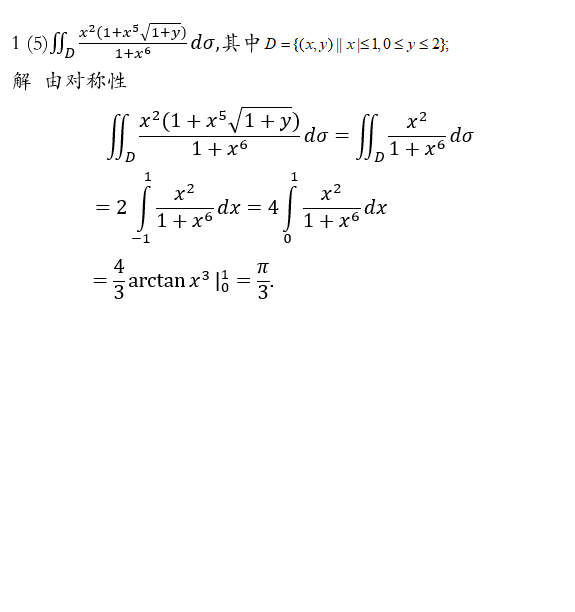 1 (5)∬_D x²(1+x⁵√(1+y))/(1+x⁶) dσ,其中 D = {(x,y)‖x|≤1,0≤y≤2};
解 由对称性
∬_D x²(1+x⁵√(1+y))/(1+x⁶) dσ = ∬_D x²/(1+x⁶) dσ
= 2 ∫_{-1}^{1} x²/(1+x⁶) dx = 4 ∫_0^1 x²/(1+x⁶) dx
= 4/3 arctan x³ |_0^1 = π/3.